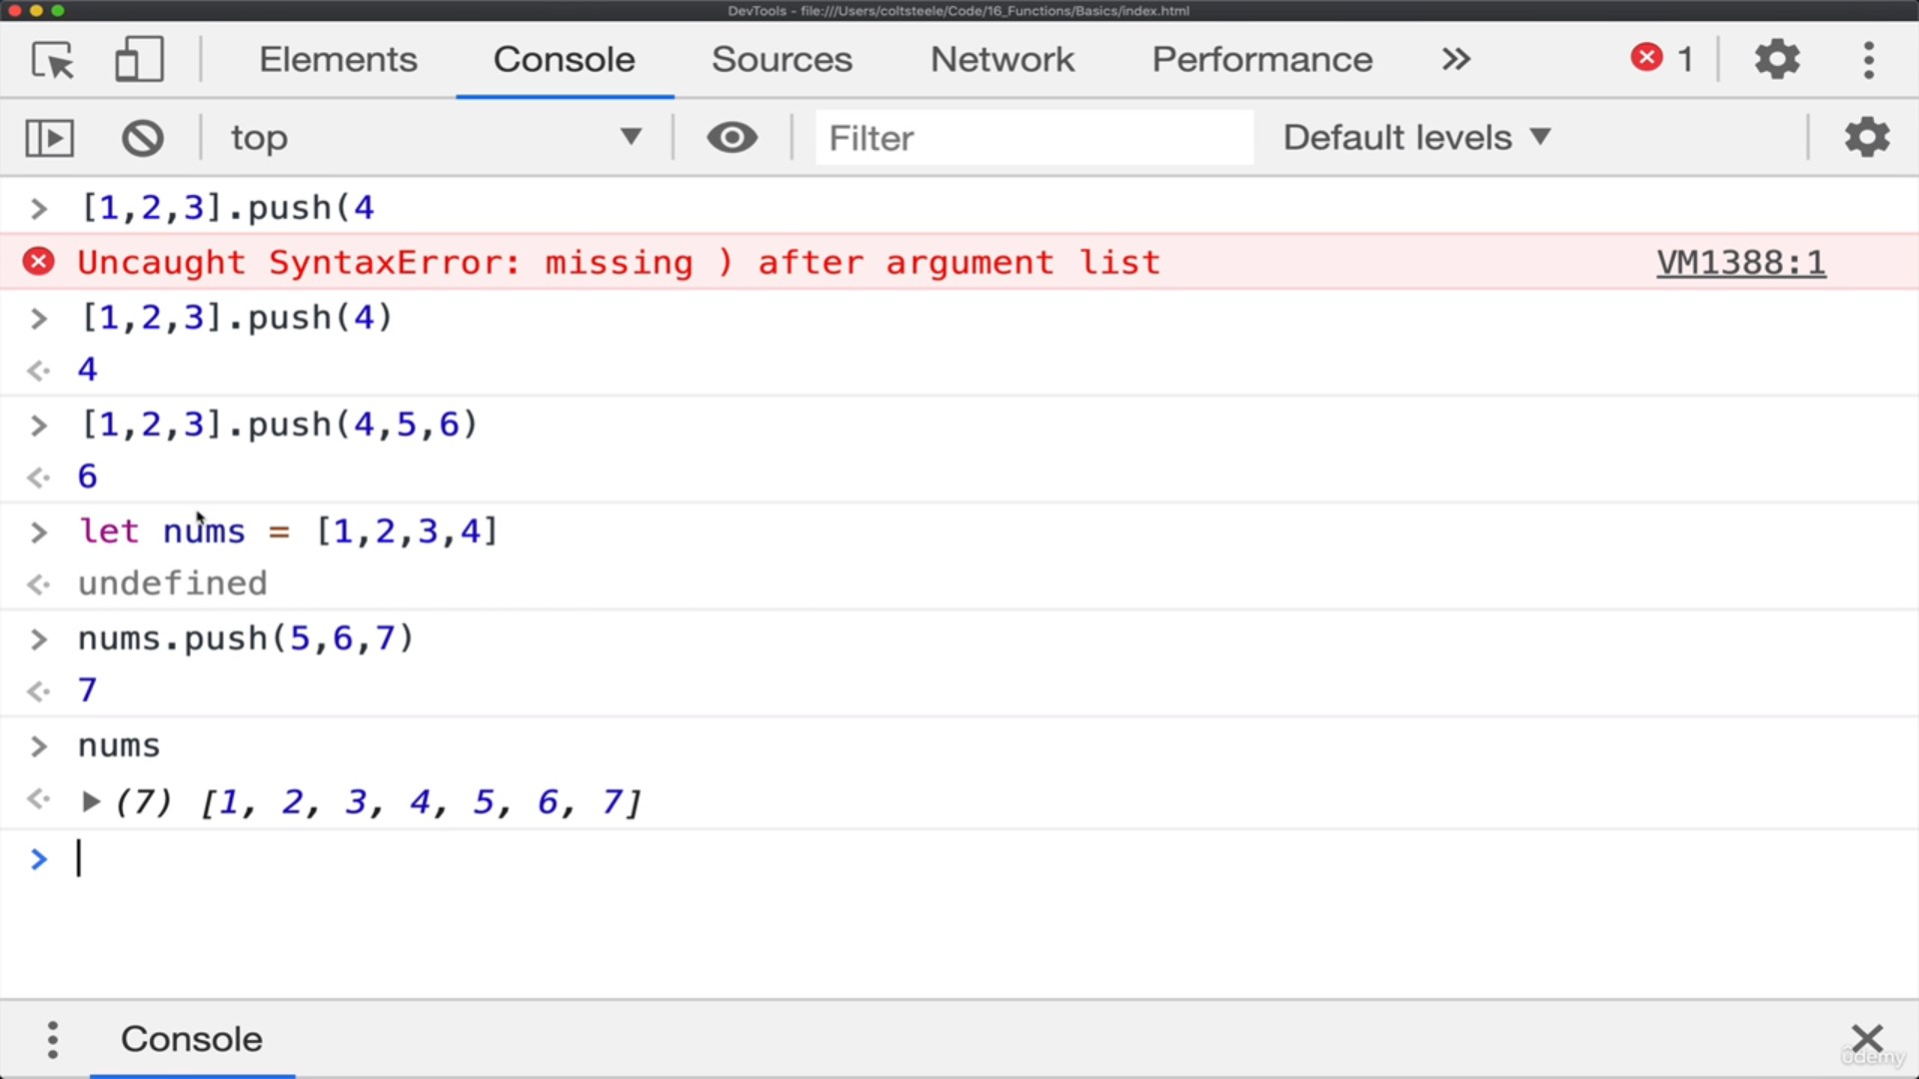 DevTools - file:///Users/coltsteele/Code/16_Functions/Basics/index.html
Elements Console Sources Network Performance » 1
top ▼ Filter Default levels ▼
> [1,2,3].push(4
Uncaught SyntaxError: missing ) after argument list VM1388:1
> [1,2,3].push(4)
4
> [1,2,3].push(4,5,6)
6
> let nums = [1,2,3,4]
undefined
> nums.push(5,6,7)
7
> nums
▶ (7) [1, 2, 3, 4, 5, 6, 7]
>
Console
ûdemy